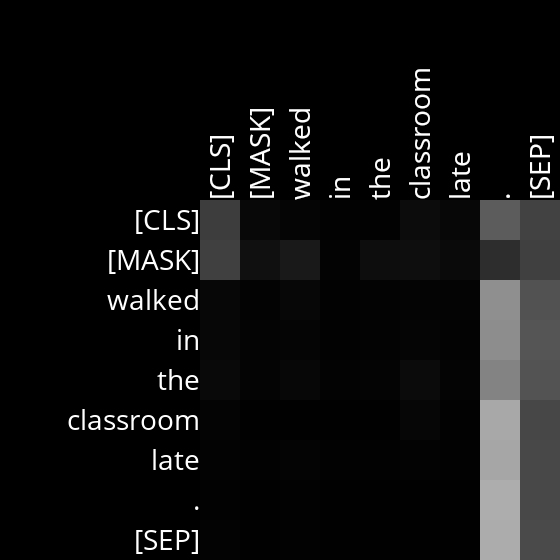 [CLS] [MASK] walked in the classroom late . [SEP]
[CLS]
[MASK]
walked
in
the
classroom
late
.
[SEP]